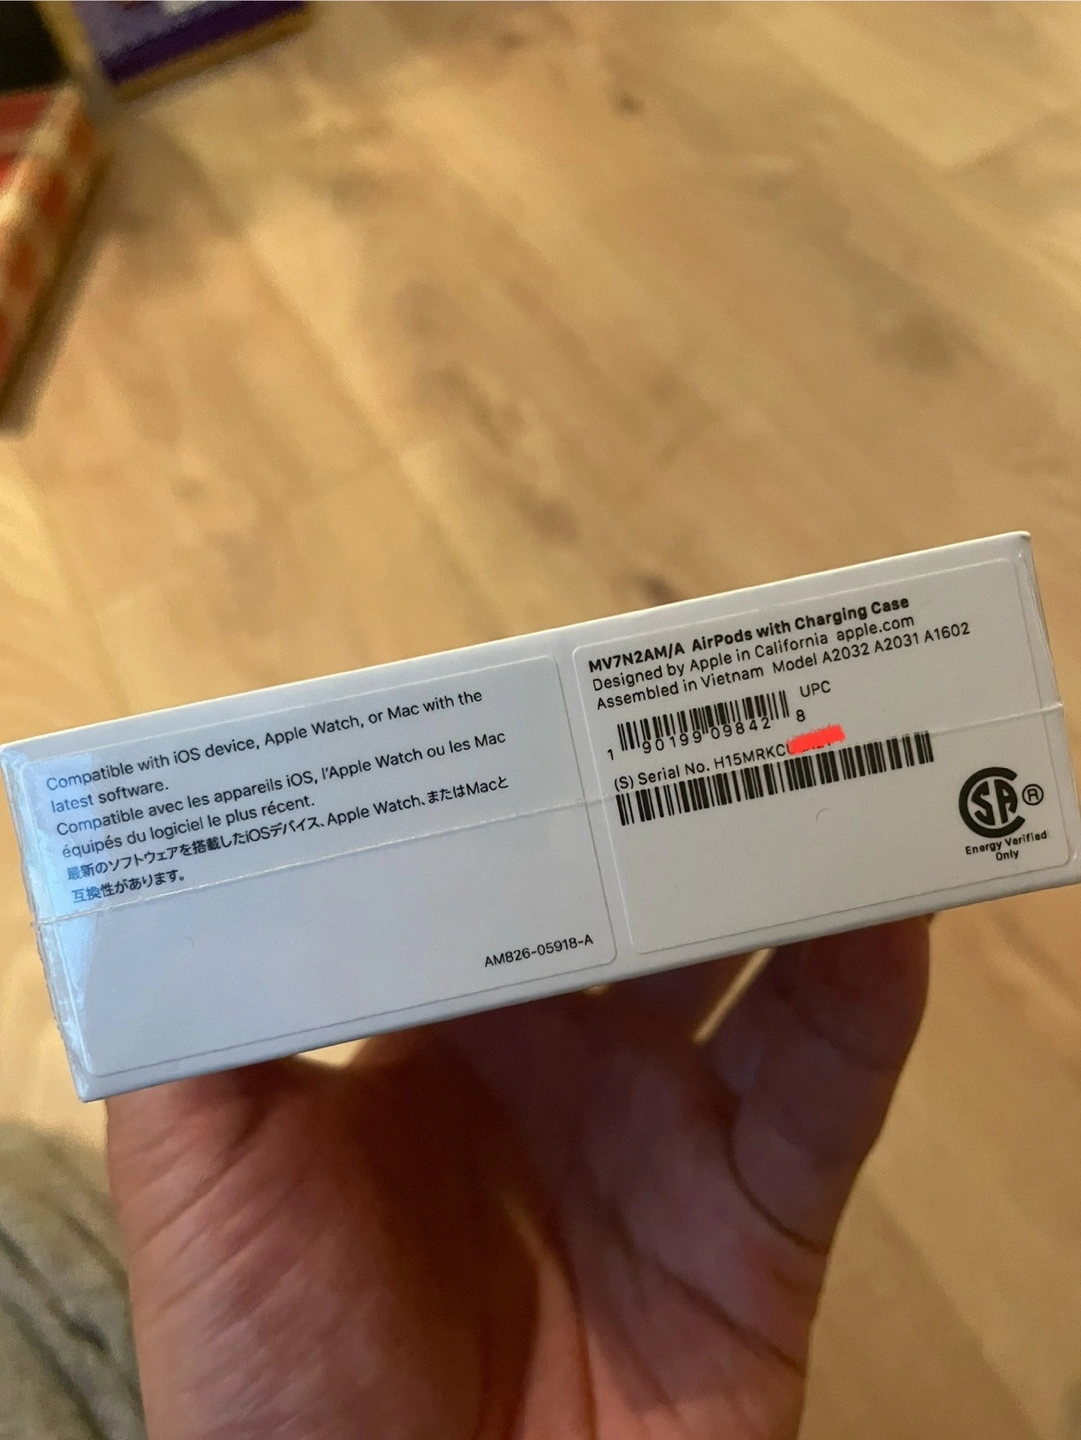 Compatible with iOS device, Apple Watch, or Mac with the
latest software.
Compatible avec les appareils iOS, l'Apple Watch ou les Mac
équipés du logiciel le plus récent.
最新のソフトウェアを搭載したiOSデバイス、Apple Watch、またはMacと
互換性があります。
AM826-05918-A
MV7N2AM/A AirPods with Charging Case
Designed by Apple in California apple.com
Assembled in Vietnam Model A2032 A2031 A1602
UPC
1 90199 09842 8
(S) Serial No. H15MRKC
SA ®
Energy Verified
Only